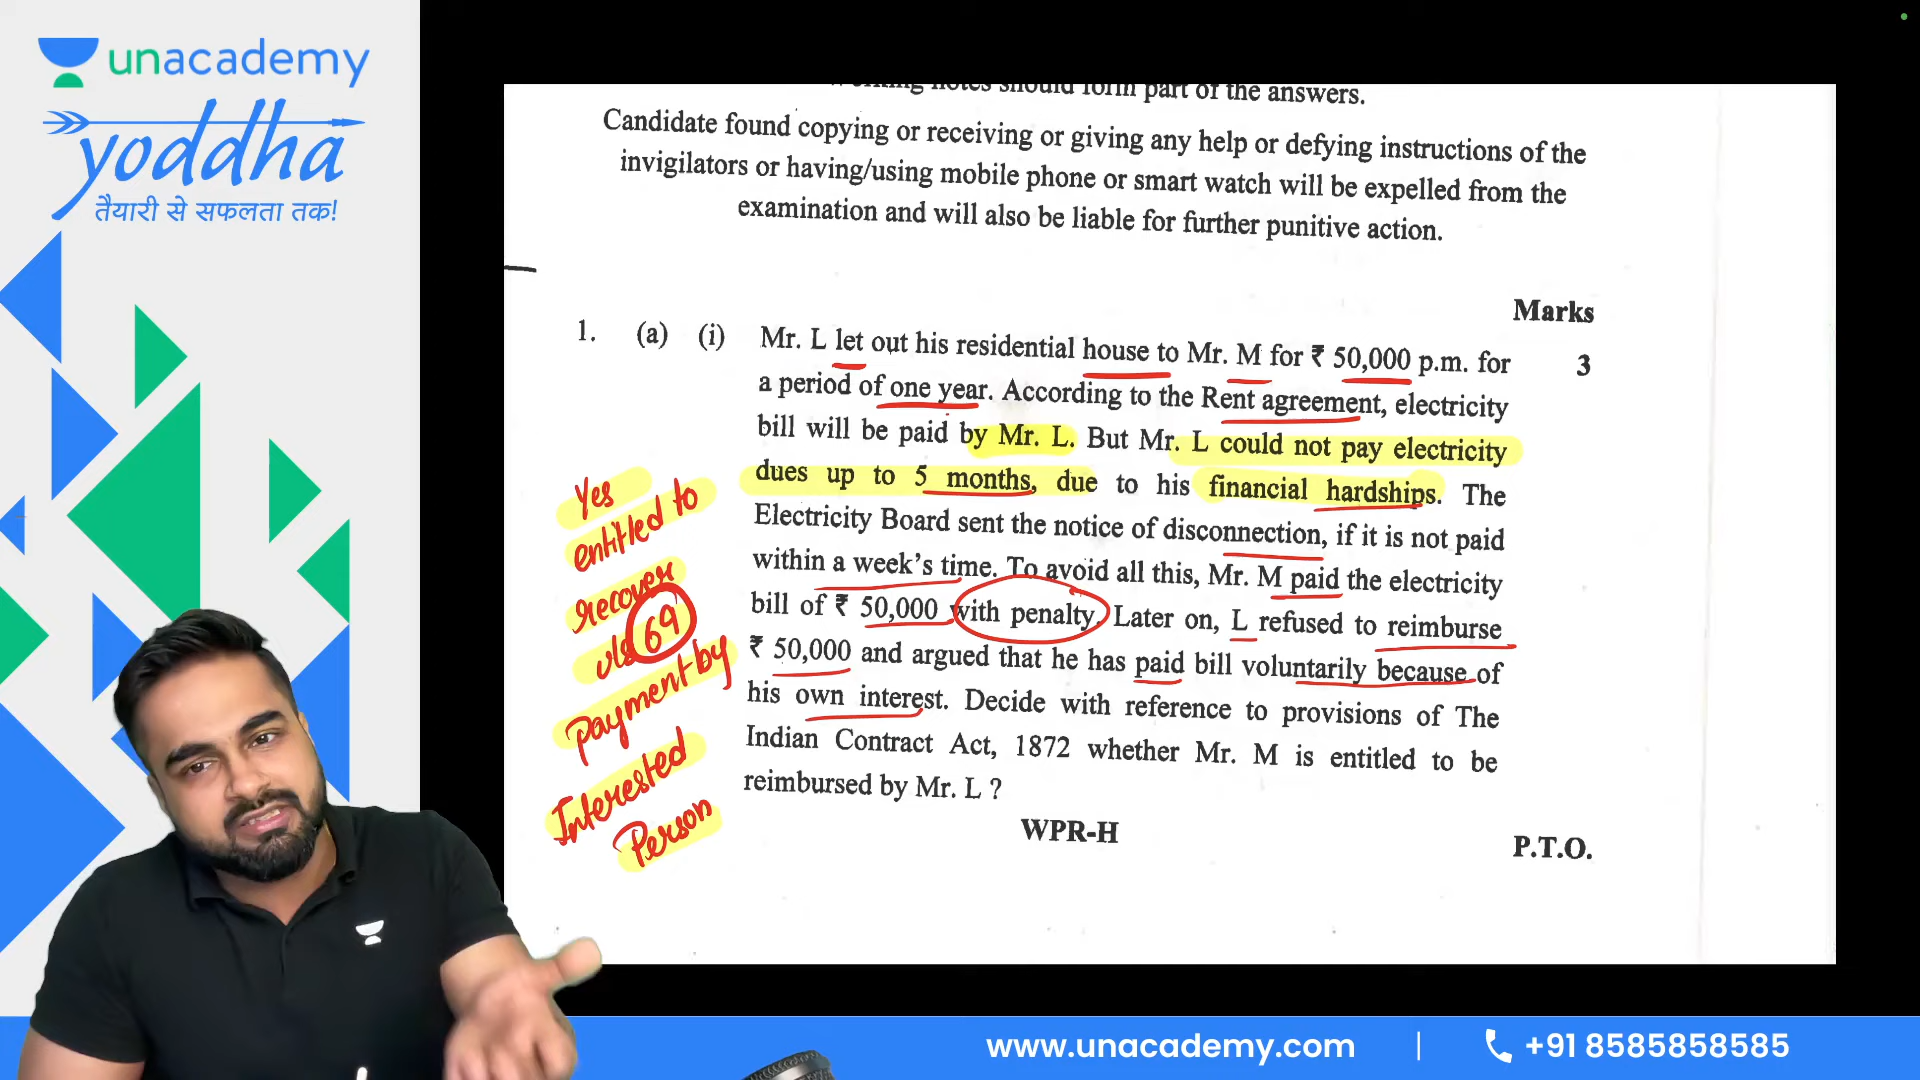 unacademy
yoddha
तैयारी से सफलता तक!
working notes should form part of the answers.
Candidate found copying or receiving or giving any help or defying instructions of the
invigilators or having/using mobile phone or smart watch will be expelled from the
examination and will also be liable for further punitive action.
Marks
1. (a) (i) Mr. L let out his residential house to Mr. M for ₹ 50,000 p.m. for 3
a period of one year. According to the Rent agreement, electricity
bill will be paid by Mr. L. But Mr. L could not pay electricity
dues up to 5 months, due to his financial hardships. The
Electricity Board sent the notice of disconnection, if it is not paid
within a week's time. To avoid all this, Mr. M paid the electricity
bill of ₹ 50,000 with penalty. Later on, L refused to reimburse
₹ 50,000 and argued that he has paid bill voluntarily because of
his own interest. Decide with reference to provisions of The
Indian Contract Act, 1872 whether Mr. M is entitled to be
reimbursed by Mr. L ?
Yes
entitled to
recover
u/s 69
payment by
Interested
Person
WPR-H
P.T.O.
www.unacademy.com | +91 8585858585